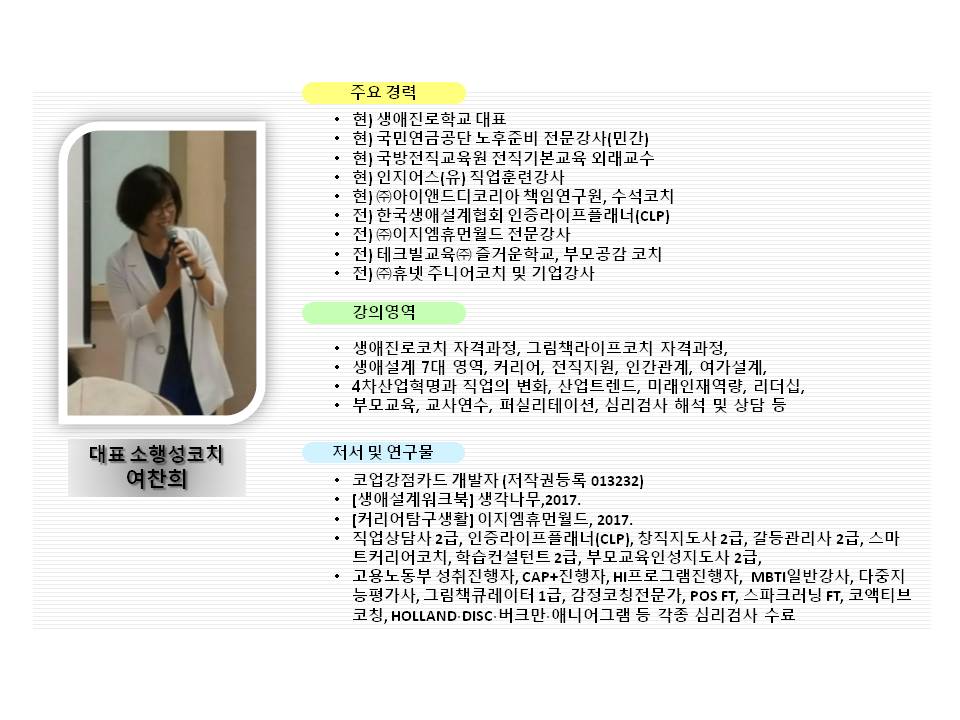 주요 경력
• 현) 생애진로학교 대표
• 현) 국민연금공단 노후준비 전문강사(민간)
• 현) 국방전직교육원 전직기본교육 외래교수
• 현) 인지어스(유) 직업훈련강사
• 현) ㈜아이앤드디코리아 책임연구원, 수석코치
• 전) 한국생애설계협회 인증라이프플래너(CLP)
• 전) ㈜이지엠휴먼월드 전문강사
• 전) 테크빌교육㈜ 즐거운학교, 부모공감 코치
• 전) ㈜휴넷 주니어코치 및 기업강사
강의영역
• 생애진로코치 자격과정, 그림책라이프코치 자격과정,
• 생애설계 7대 영역, 커리어, 전직지원, 인간관계, 여가설계,
• 4차산업혁명과 직업의 변화, 산업트렌드, 미래인재역량, 리더십,
• 부모교육, 교사연수, 퍼실리테이션, 심리검사 해석 및 상담 등
대표 소행성코치
여찬희
저서 및 연구물
• 코업강점카드 개발자 (저작권등록 013232)
• [생애설계워크북] 생각나무,2017.
• [커리어탐구생활] 이지엠휴먼월드, 2017.
• 직업상담사 2급, 인증라이프플래너(CLP), 창직지도사 2급, 갈등관리사 2급, 스마
트커리어코치, 학습컨설턴트 2급, 부모교육인성지도사 2급,
• 고용노동부 성취진행자, CAP+진행자, HI프로그램진행자, MBTI일반강사, 다중지
능평가사, 그림책큐레이터 1급, 감정코칭전문가, POS FT, 스파크러닝 FT, 코액티브
코칭, HOLLAND·DISC·버크만·애니어그램 등 각종 심리검사 수료